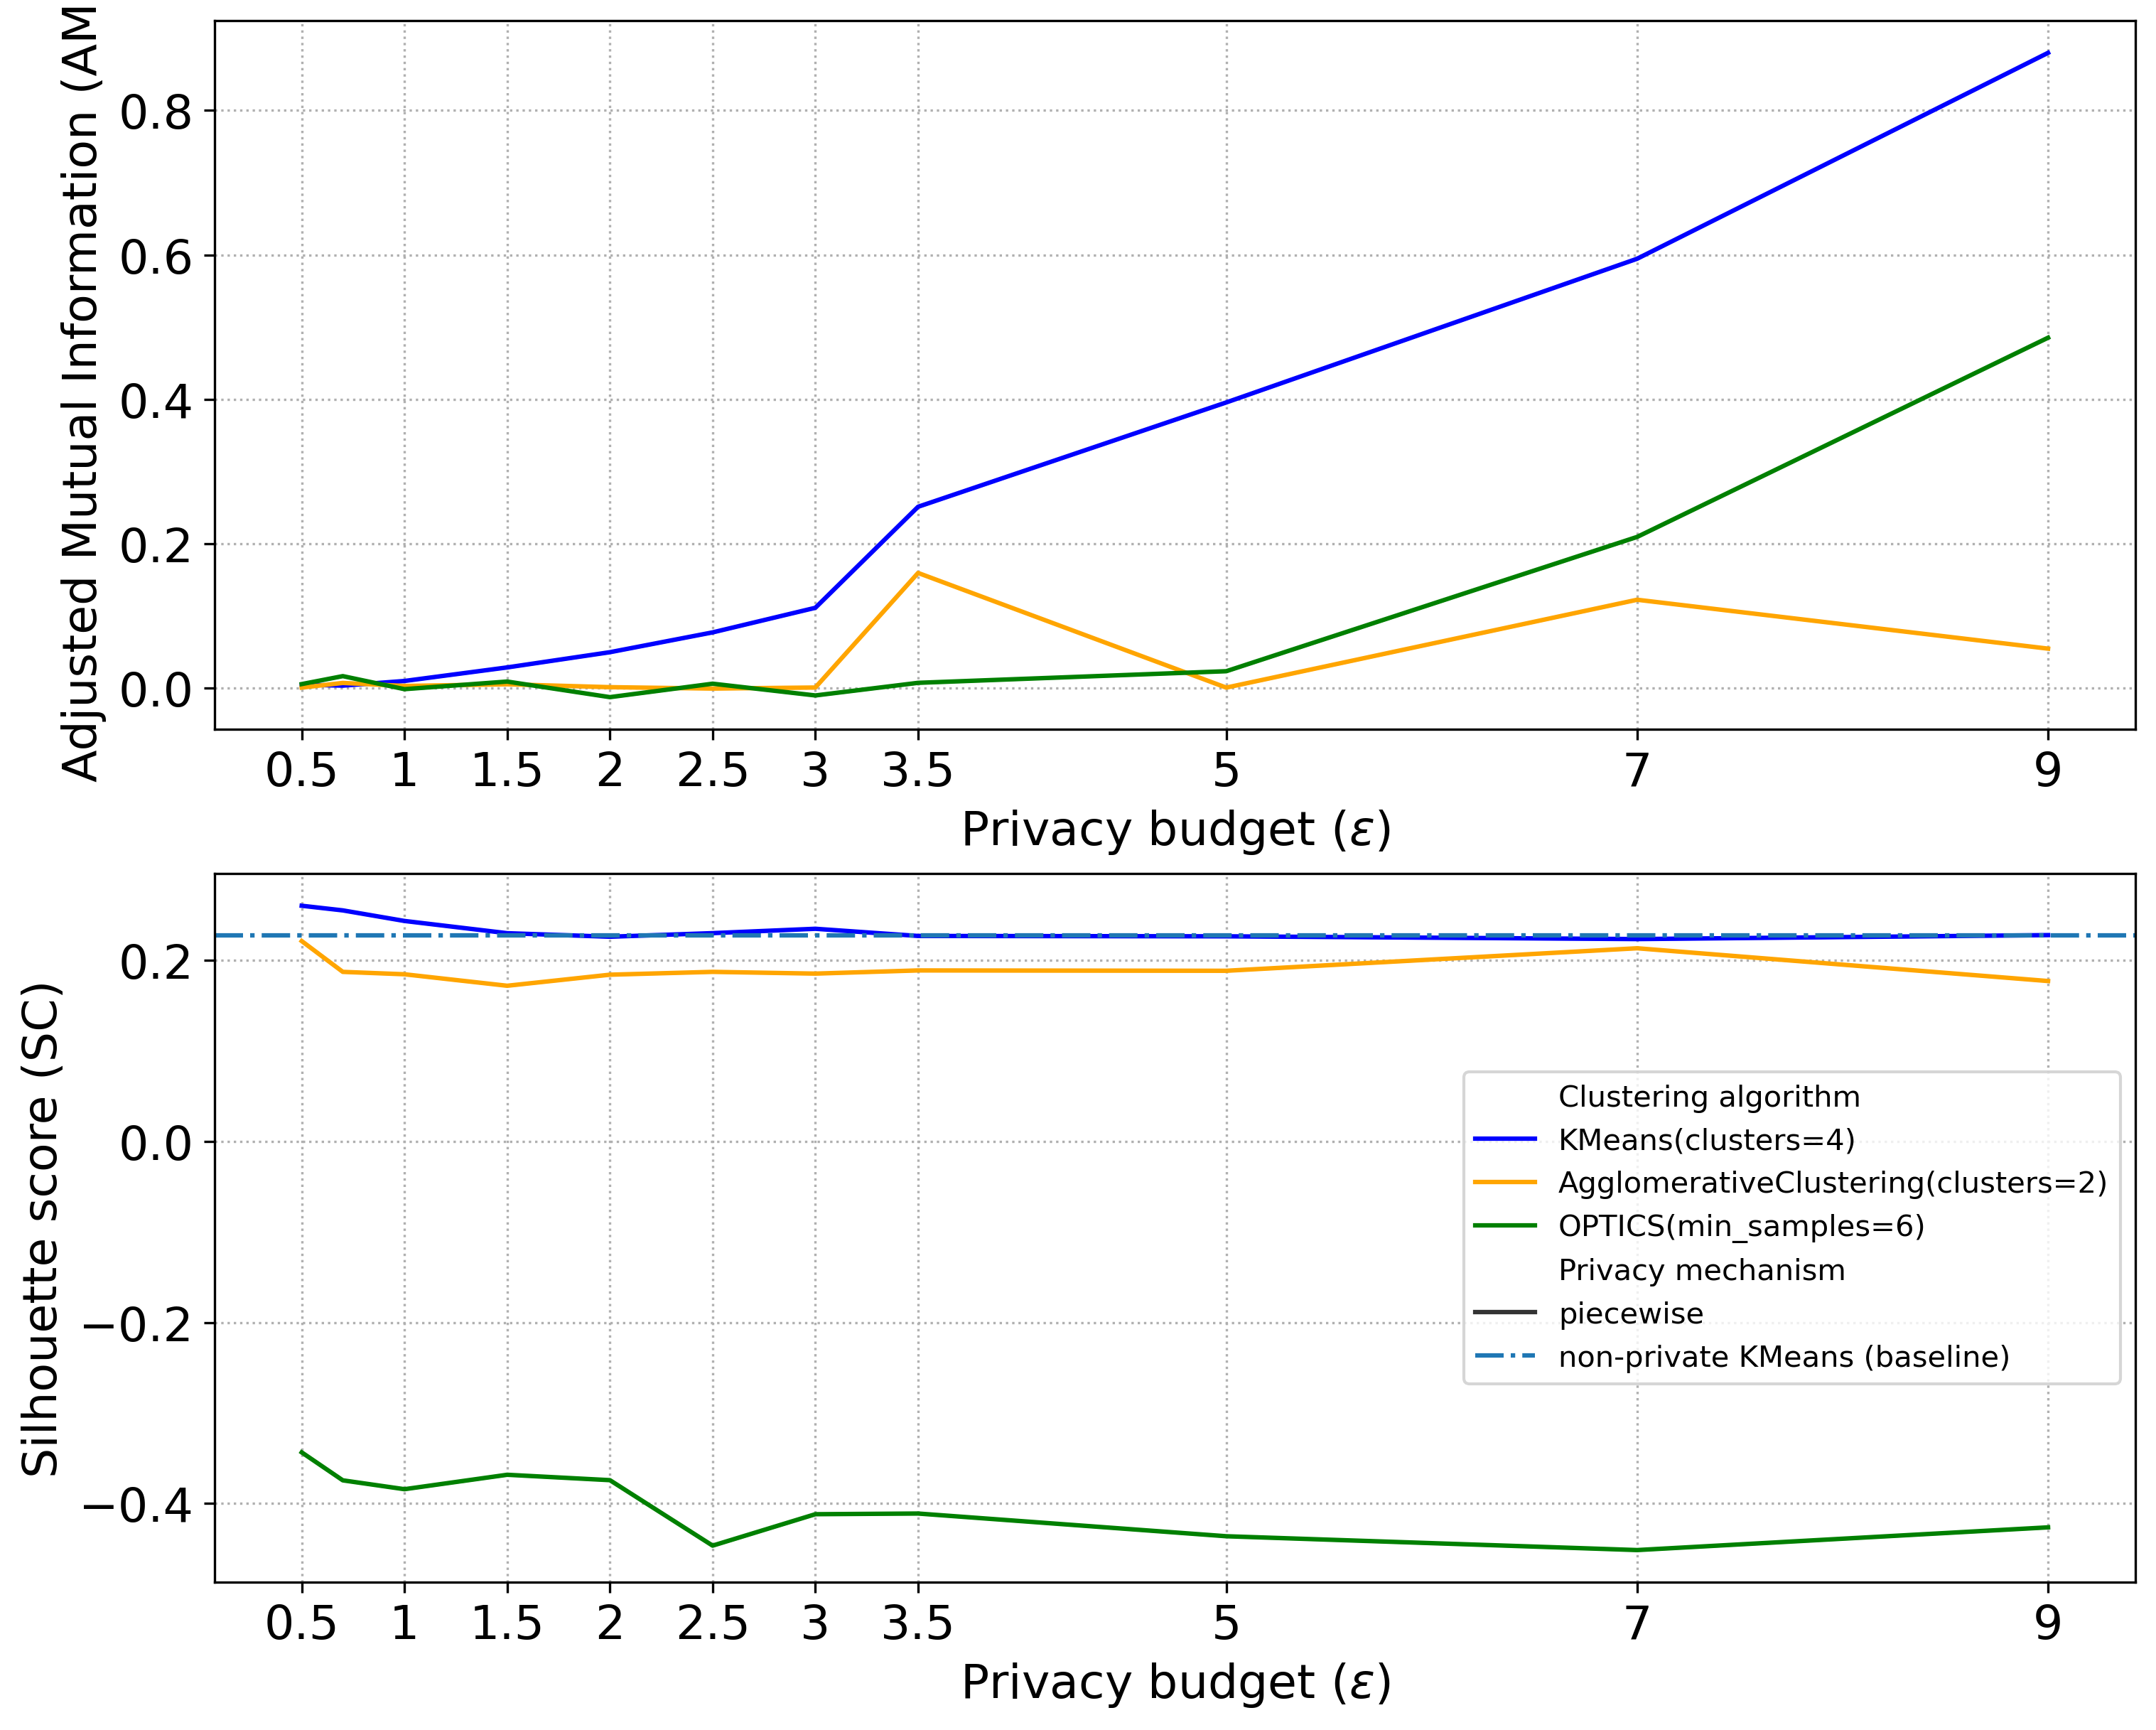 Adjusted Mutual Information (AM
0.8
0.6
0.4
0.2
0.0
0.5 1 1.5 2 2.5 3 3.5 5 7 9
Privacy budget (ε)
Silhouette score (SC)
0.2
0.0
−0.2
−0.4
Clustering algorithm
KMeans(clusters=4)
AgglomerativeClustering(clusters=2)
OPTICS(min_samples=6)
Privacy mechanism
piecewise
non-private KMeans (baseline)
0.5 1 1.5 2 2.5 3 3.5 5 7 9
Privacy budget (ε)